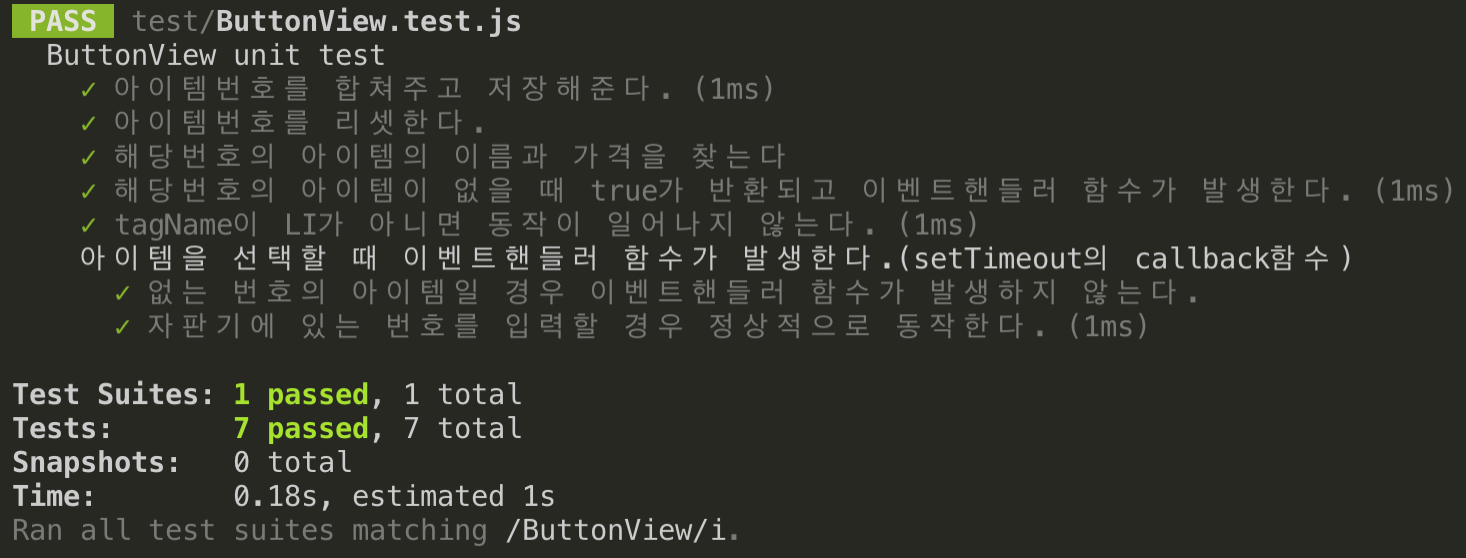 PASS test/ButtonView.test.js
ButtonView unit test
✓ 아이템번호를 합쳐주고 저장해준다. (1ms)
✓ 아이템번호를 리셋한다.
✓ 해당번호의 아이템의 이름과 가격을 찾는다
✓ 해당번호의 아이템이 없을 때 true가 반환되고 이벤트핸들러 함수가 발생한다. (1ms)
✓ tagName이 LI가 아니면 동작이 일어나지 않는다. (1ms)
아이템을 선택할 때 이벤트핸들러 함수가 발생한다.(setTimeout의 callback함수)
✓ 없는 번호의 아이템일 경우 이벤트핸들러 함수가 발생하지 않는다.
✓ 자판기에 있는 번호를 입력할 경우 정상적으로 동작한다. (1ms)
Test Suites: 1 passed, 1 total
Tests: 7 passed, 7 total
Snapshots: 0 total
Time: 0.18s, estimated 1s
Ran all test suites matching /ButtonView/i.